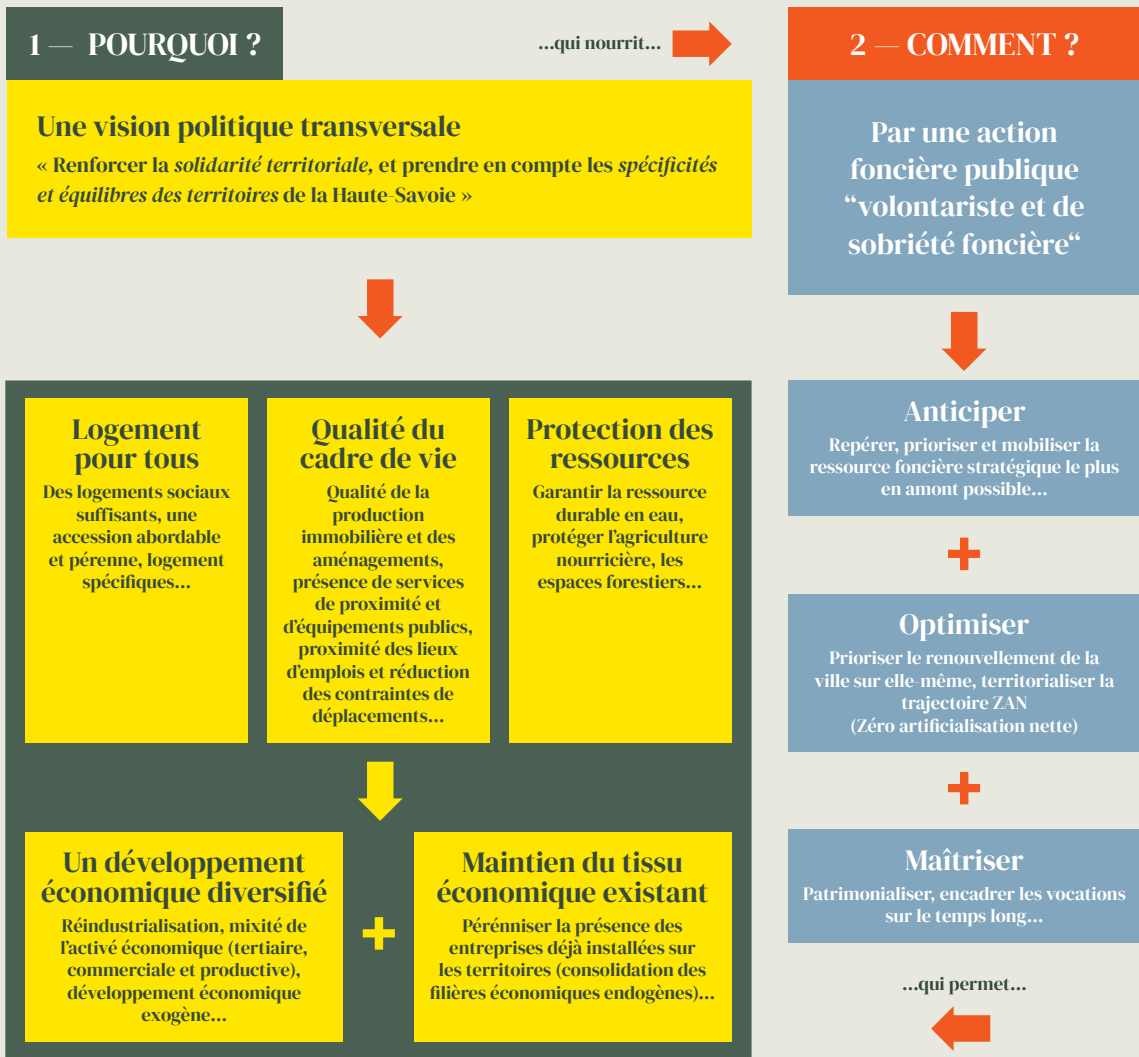 1 — POURQUOI ?
...qui nourrit...
Une vision politique transversale
« Renforcer la solidarité territoriale, et prendre en compte les spécificités
et équilibres des territoires de la Haute-Savoie »
Logement
pour tous
Des logements sociaux
suffisants, une
accession abordable
et pérenne, logement
spécifiques...
Qualité du
cadre de vie
Qualité de la
production
immobilière et des
aménagements,
présence de services
de proximité et
d'équipements publics,
proximité des lieux
d'emplois et réduction
des contraintes de
déplacements...
Protection des
ressources
Garantir la ressource
durable en eau,
protéger l'agriculture
nourricière, les
espaces forestiers...
Un développement
économique diversifié
Réindustrialisation, mixité de
l'activé économique (tertiaire,
commerciale et productive),
développement économique
exogène...
+
Maintien du tissu
économique existant
Pérénniser la présence des
entreprises déjà installées sur
les territoires (consolidation des
filières économiques endogènes)...
2 — COMMENT ?
Par une action
foncière publique
“volontariste et de
sobriété foncière“
Anticiper
Repérer, prioriser et mobiliser la
ressource foncière stratégique le plus
en amont possible...
+
Optimiser
Prioriser le renouvellement de la
ville sur elle-même, territorialiser la
trajectoire ZAN
(Zéro artificialisation nette)
+
Maîtriser
Patrimonialiser, encadrer les vocations
sur le temps long...
...qui permet...